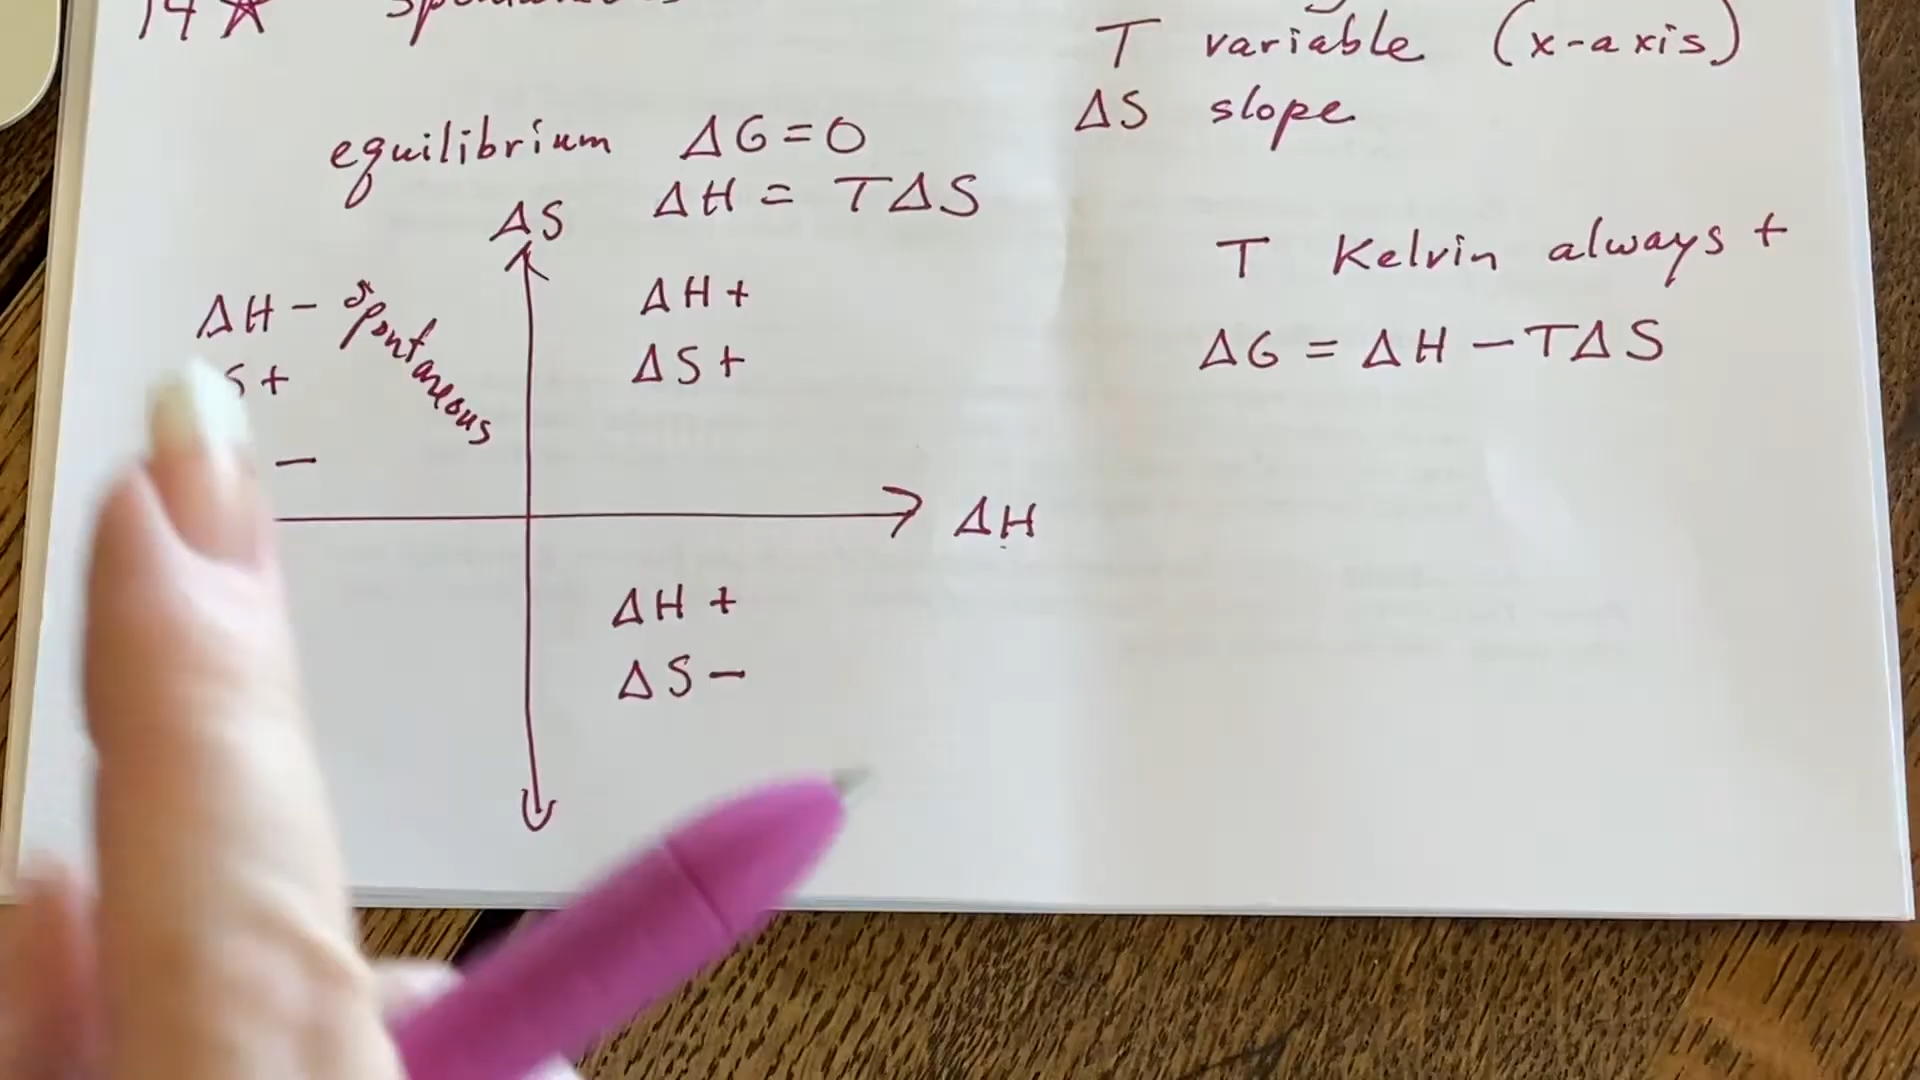 14
equilibrium ΔG=0
ΔH = TΔS
ΔS
ΔH - spontaneous
S+
-
ΔH +
ΔS +
ΔH
ΔH +
ΔS -
T variable (x-axis)
ΔS slope
T Kelvin always +
ΔG = ΔH - TΔS